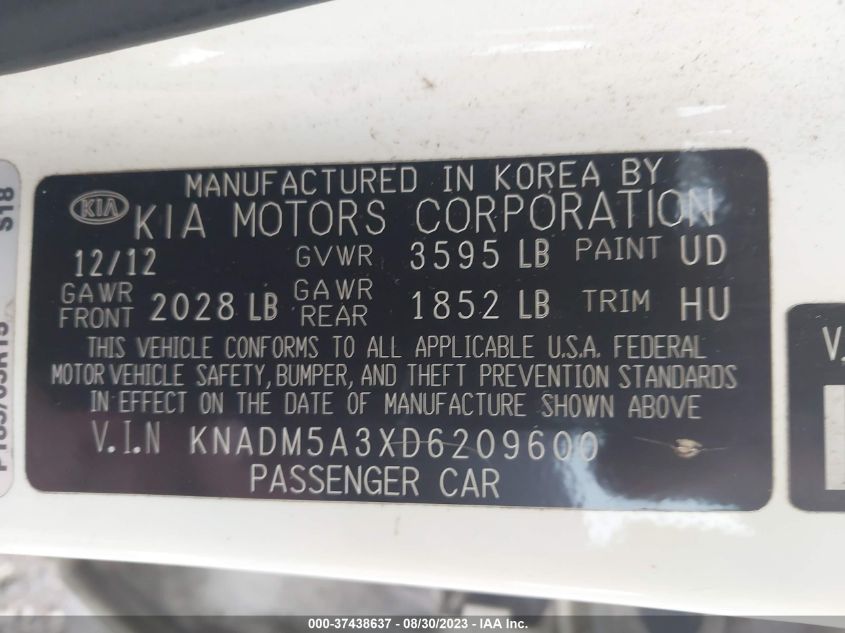 MANUFACTURED IN KOREA BY
KIA KIA MOTORS CORPORATION
12/12 GVWR 3595 LB PAINT UD
GAWR FRONT 2028 LB GAWR REAR 1852 LB TRIM HU
THIS VEHICLE CONFORMS TO ALL APPLICABLE U.S.A. FEDERAL
MOTOR VEHICLE SAFETY, BUMPER, AND THEFT PREVENTION STANDARDS
IN EFFECT ON THE DATE OF MANUFACTURE SHOWN ABOVE
V.I.N KNADM5A3XD6209600
PASSENGER CAR
S18
V.
000-37438637 - 08/30/2023 - IAA Inc.